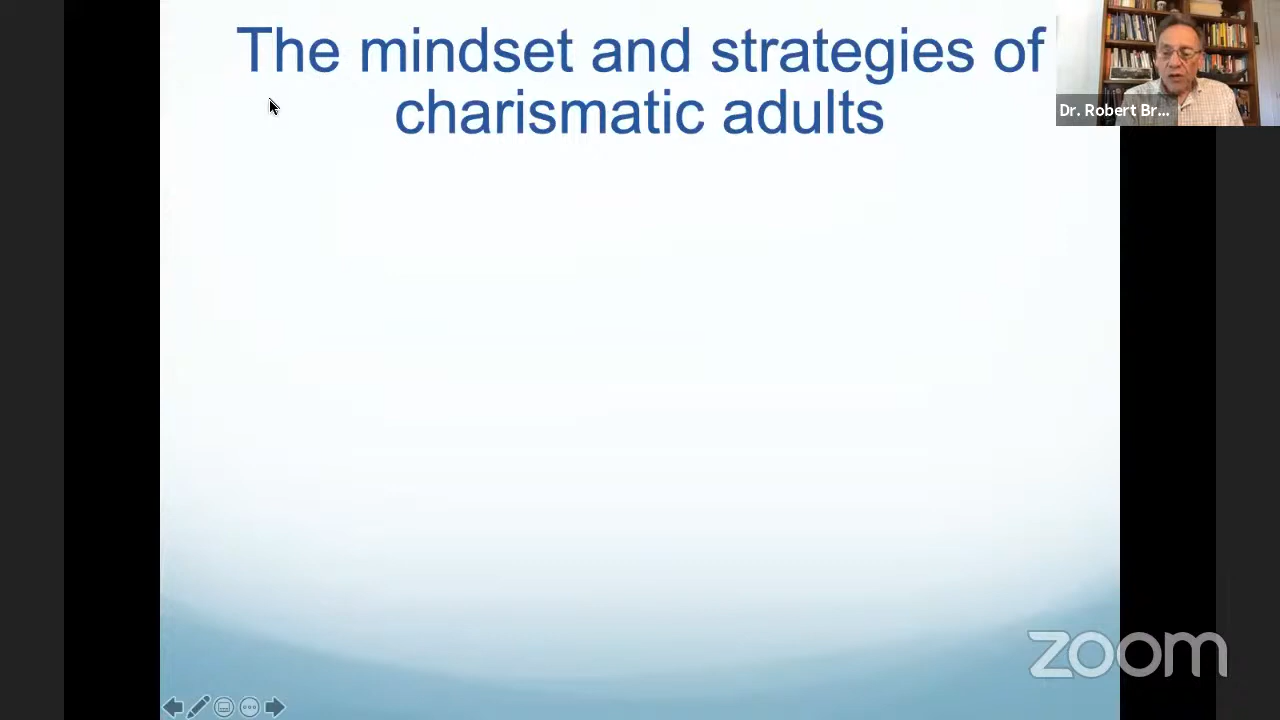 The mindset and strategies of
charismatic adults
Dr. Robert Br...
zoom